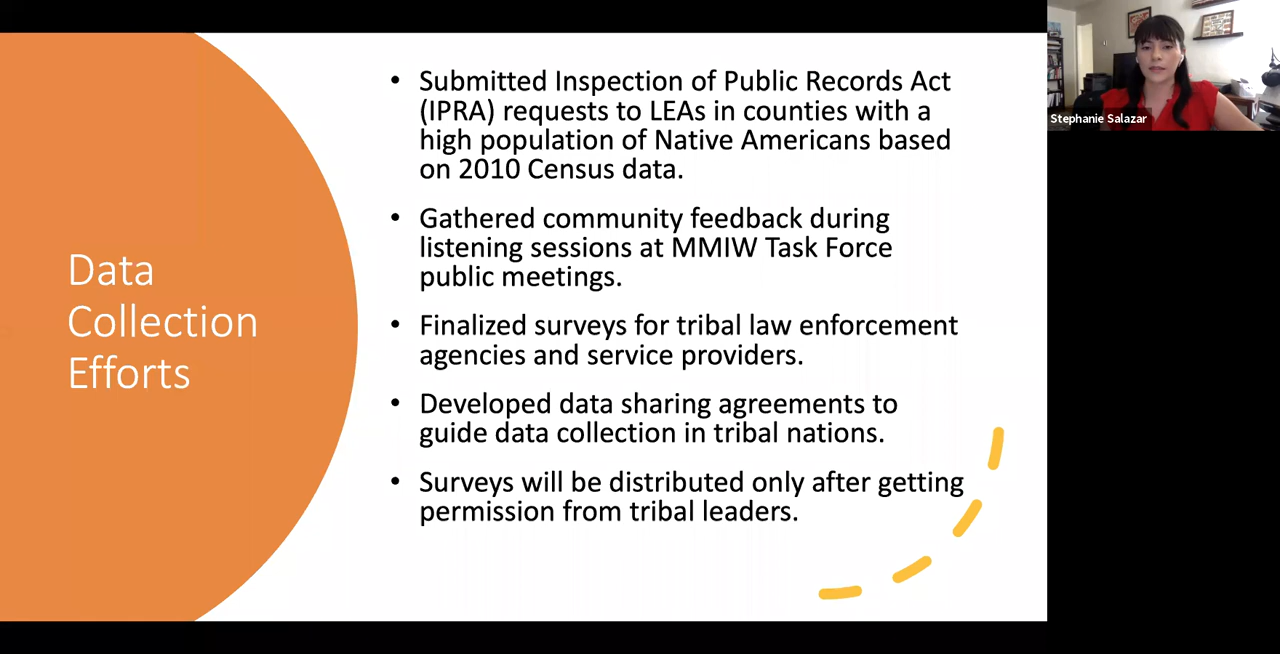 Data
Collection
Efforts
• Submitted Inspection of Public Records Act
(IPRA) requests to LEAs in counties with a
high population of Native Americans based
on 2010 Census data.
• Gathered community feedback during
listening sessions at MMIW Task Force
public meetings.
• Finalized surveys for tribal law enforcement
agencies and service providers.
• Developed data sharing agreements to
guide data collection in tribal nations.
• Surveys will be distributed only after getting
permission from tribal leaders.
Stephanie Salazar